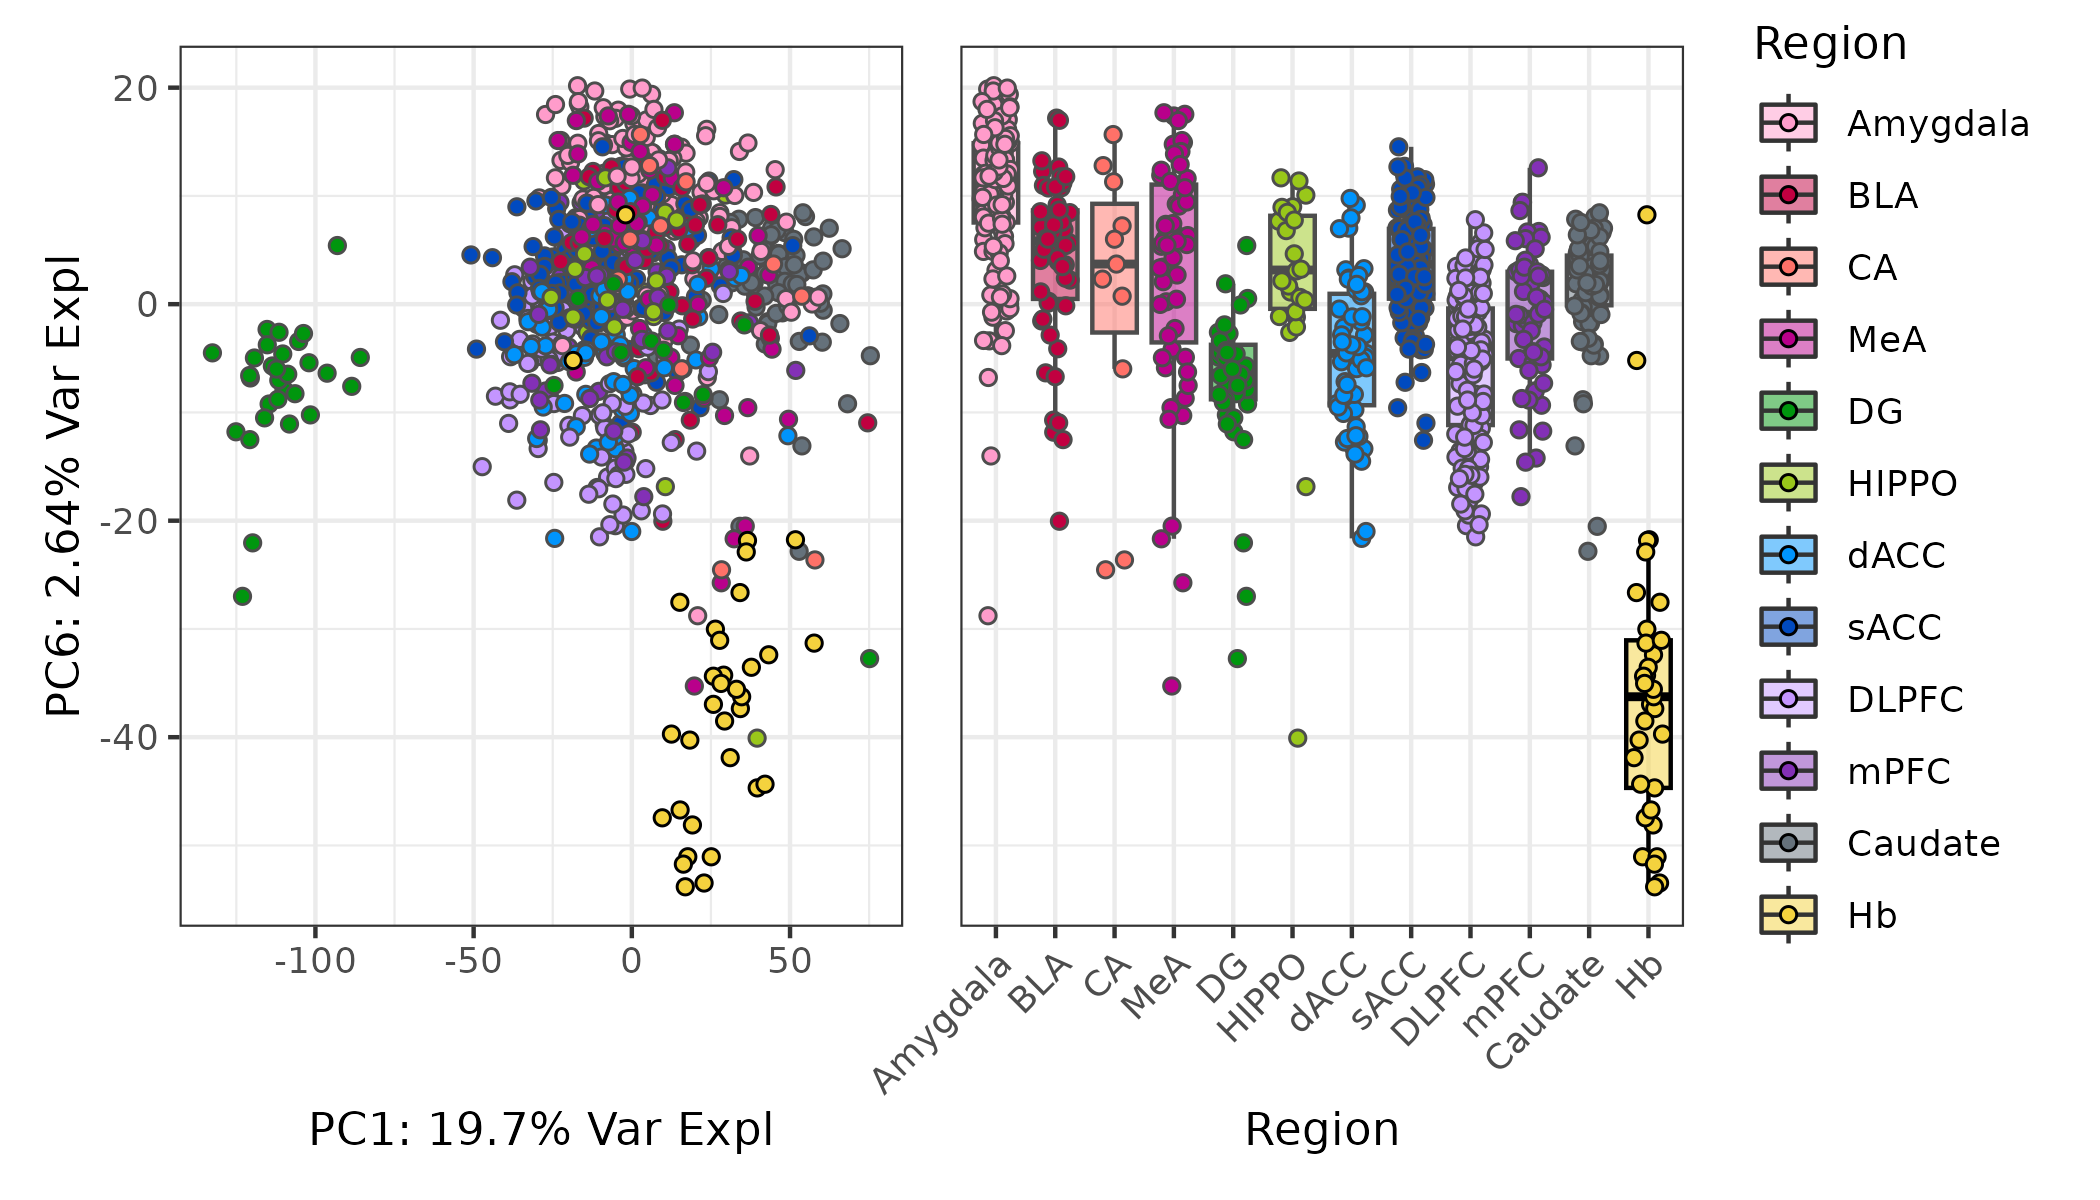 PC6: 2.64% Var Expl
20
0
-20
-40
-100
-50
0
50
PC1: 19.7% Var Expl
Amygdala
BLA
CA
MeA
DG
HIPPO
dACC
sACC
DLPFC
mPFC
Caudate
Hb
Region
Region
Amygdala
BLA
CA
MeA
DG
HIPPO
dACC
sACC
DLPFC
mPFC
Caudate
Hb